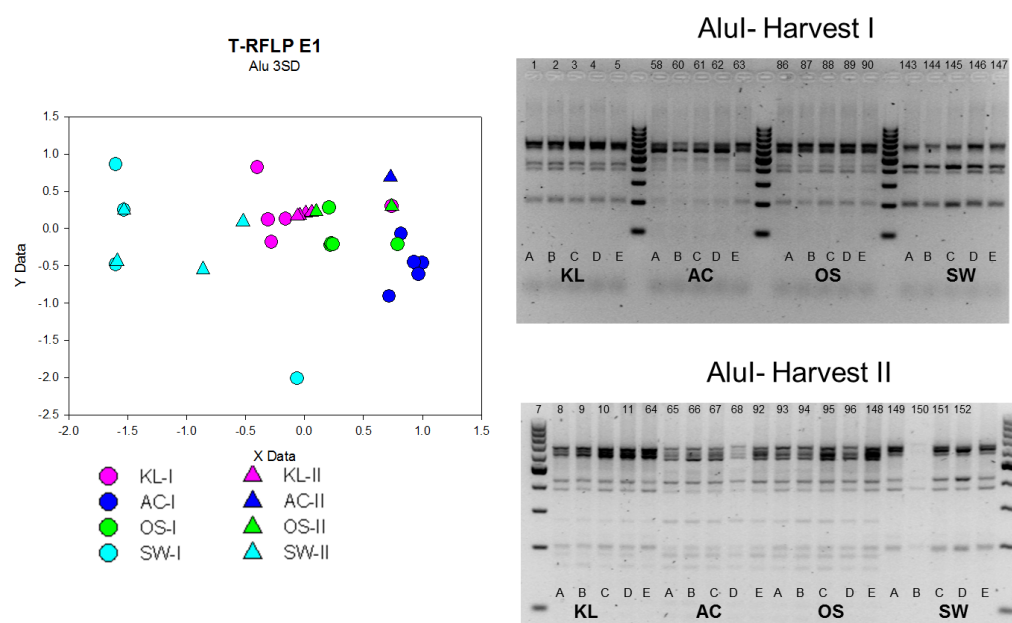 T-RFLP E1
Alu 3SD
Y Data
1.5
1.0
0.5
0.0
-0.5
-1.0
-1.5
-2.0
-2.5
-2.0 -1.5 -1.0 -0.5 0.0 0.5 1.0 1.5
X Data
KL-I KL-II
AC-I AC-II
OS-I OS-II
SW-I SW-II
AluI- Harvest I
1 2 3 4 5 58 60 61 62 63 86 87 88 89 90 143 144 145 146 147
A B C D E A B C D E A B C D E A B C D E
KL AC OS SW
AluI- Harvest II
7 8 9 10 11 64 65 66 67 68 92 93 94 95 96 148 149 150 151 152
A B C D E A B C D E A B C D E A B C D E
KL AC OS SW